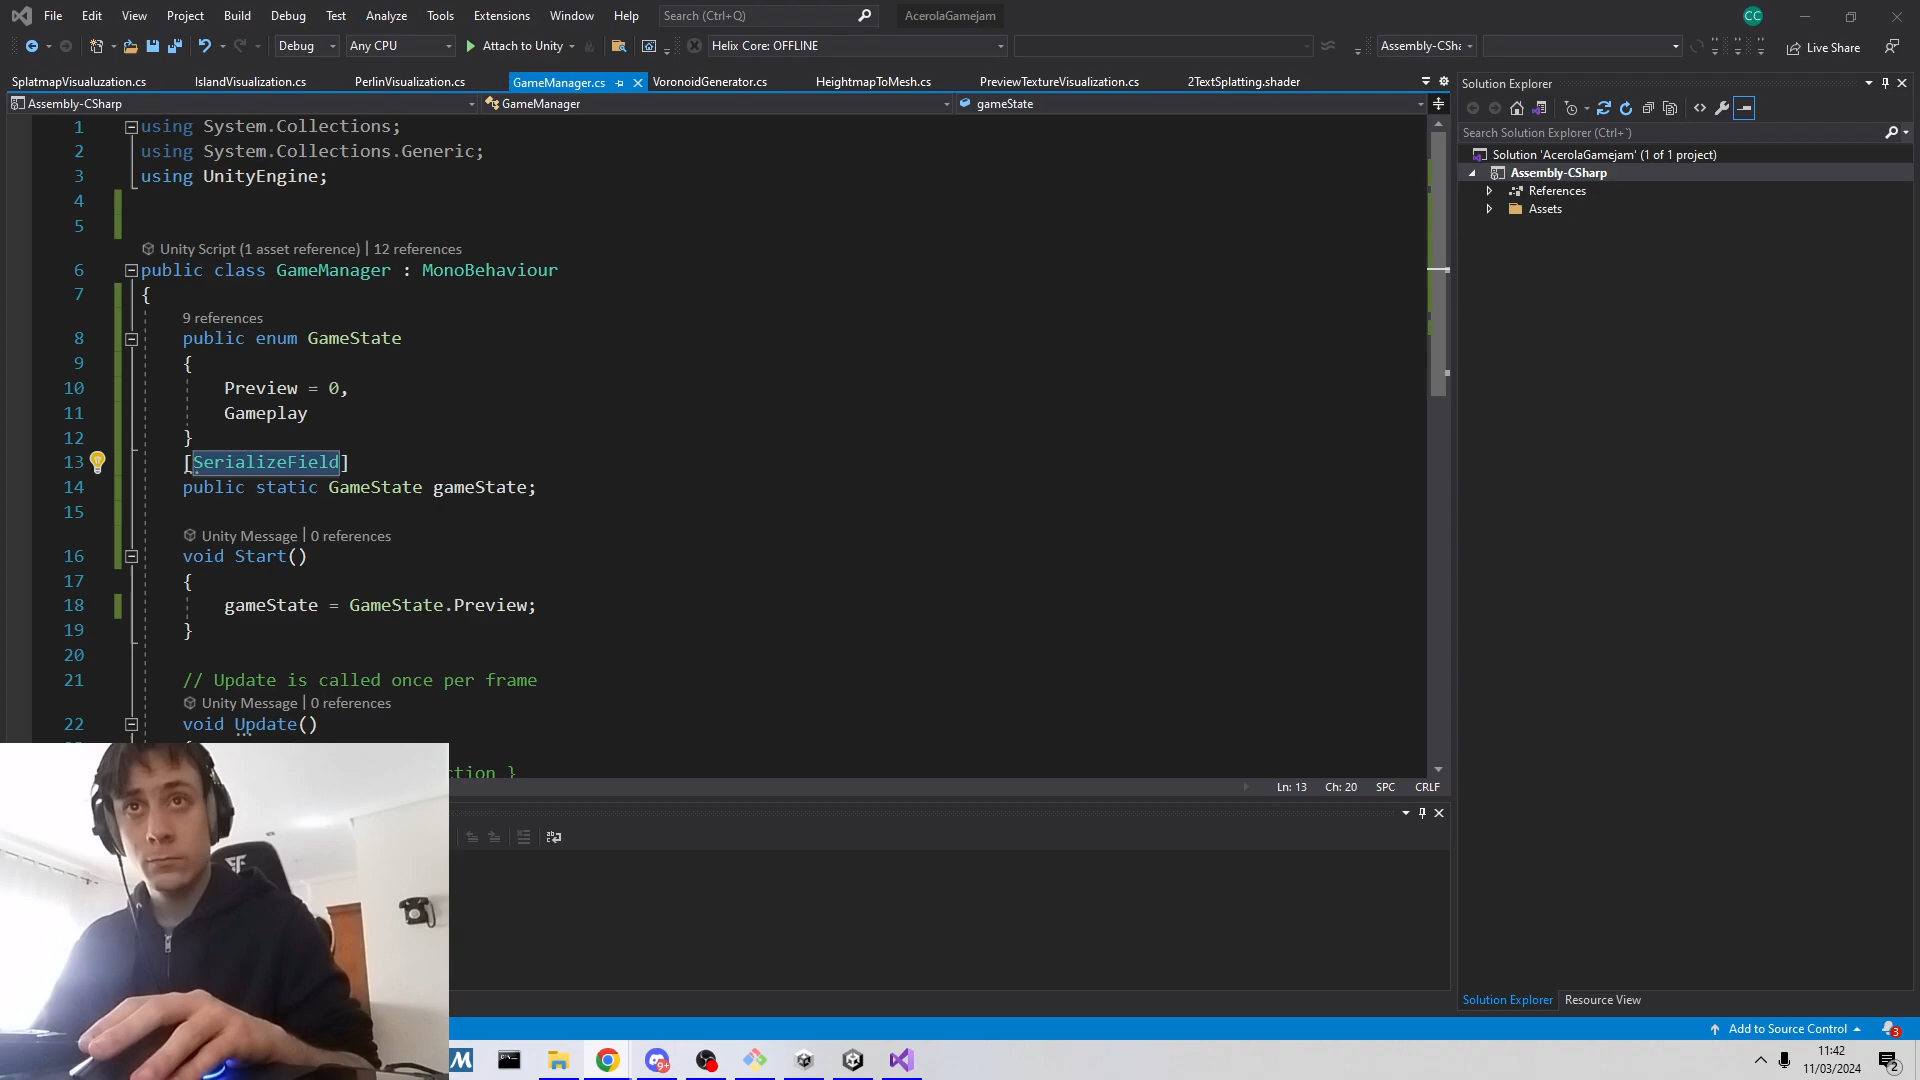 File Edit View Project Build Debug Test Analyze Tools Extensions Window Help Search (Ctrl+Q) AcerolaGamejam CC
Debug Any CPU Attach to Unity Helix Core: OFFLINE Assembly-CSha Live Share
SplatmapVisualuzation.cs IslandVisualization.cs PerlinVisualization.cs GameManager.cs VoronoidGenerator.cs HeightmapToMesh.cs PreviewTextureVisualization.cs 2TextSplatting.shader
Assembly-CSharp GameManager gameState
1 using System.Collections;
2 using System.Collections.Generic;
3 using UnityEngine;
4
5
Unity Script (1 asset reference) | 12 references
6 public class GameManager : MonoBehaviour
7 {
9 references
8 public enum GameState
9 {
10 Preview = 0,
11 Gameplay
12 }
13 [SerializeField]
14 public static GameState gameState;
15
Unity Message | 0 references
16 void Start()
17 {
18 gameState = GameState.Preview;
19 }
20
21 // Update is called once per frame
Unity Message | 0 references
22 void Update()
{
ction }
Ln: 13 Ch: 20 SPC CRLF
Solution Explorer
Search Solution Explorer (Ctrl+¨)
Solution 'AcerolaGamejam' (1 of 1 project)
Assembly-CSharp
References
Assets
Solution Explorer Resource View
Add to Source Control 3
9+
11:42
11/03/2024
2